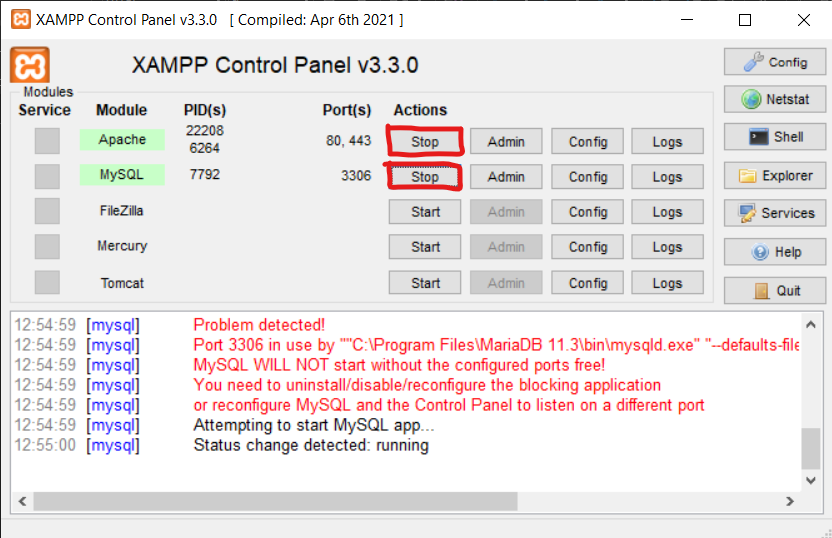 XAMPP Control Panel v3.3.0 [ Compiled: Apr 6th 2021 ]
XAMPP Control Panel v3.3.0
Config
Modules
Service Module PID(s) Port(s) Actions
Netstat
Apache 22208 6264 80, 443 Stop Admin Config Logs
Shell
MySQL 7792 3306 Stop Admin Config Logs
Explorer
FileZilla Start Admin Config Logs
Services
Mercury Start Admin Config Logs
Help
Tomcat Start Admin Config Logs
Quit
12:54:59 [mysql] Problem detected!
12:54:59 [mysql] Port 3306 in use by ""C:\Program Files\MariaDB 11.3\bin\mysqld.exe" "--defaults-file
12:54:59 [mysql] MySQL WILL NOT start without the configured ports free!
12:54:59 [mysql] You need to uninstall/disable/reconfigure the blocking application
12:54:59 [mysql] or reconfigure MySQL and the Control Panel to listen on a different port
12:54:59 [mysql] Attempting to start MySQL app...
12:55:00 [mysql] Status change detected: running